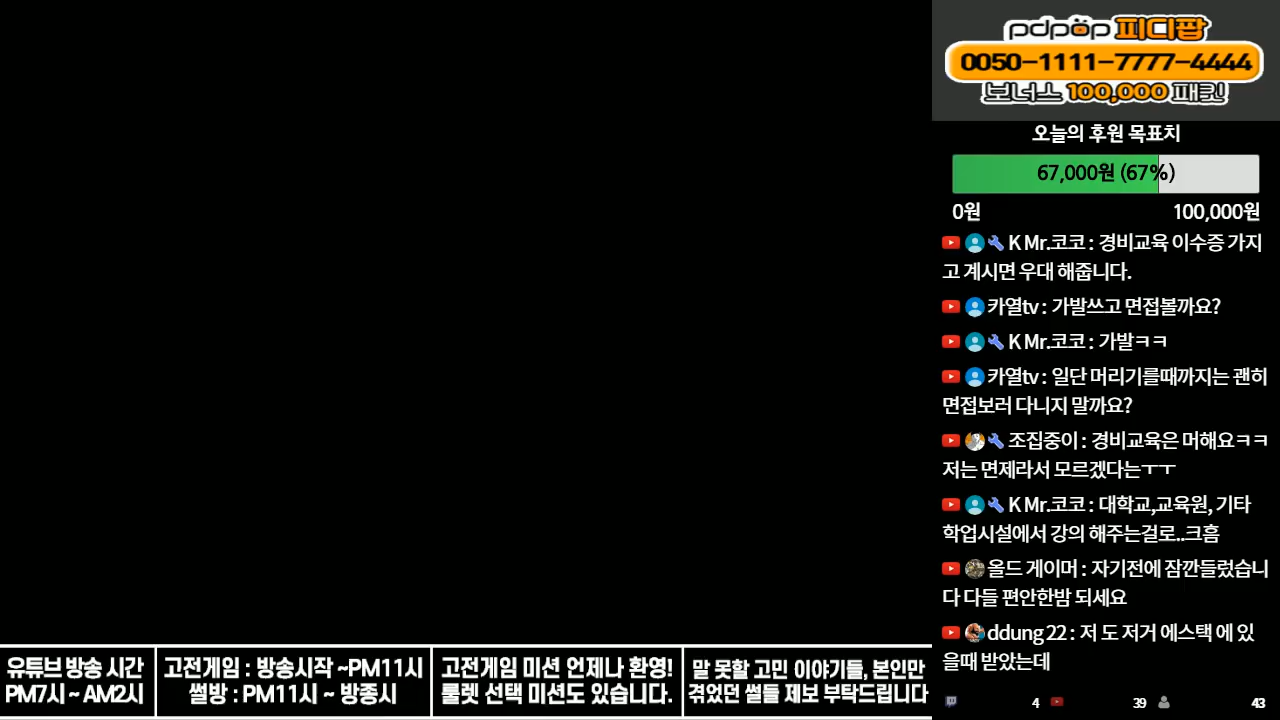 pdpop 피디팝
0050-1111-7777-4444
보너스 100,000 패킷
오늘의 후원 목표치
67,000원 (67%)
0원 100,000원
K Mr.코코 : 경비교육 이수증 가지
고 계시면 우대 해줍니다.
카열tv : 가발쓰고 면접볼까요?
K Mr.코코 : 가발ㅋㅋ
카열tv : 일단 머리기를때까지는 괜히
면접보러 다니지 말까요?
조집중이 : 경비교육은 머해요ㅋㅋ
저는 면제라서 모르겠다는ㅜㅜ
K Mr.코코 : 대학교,교육원, 기타
학업시설에서 강의 해주는걸로..크흠
올드 게이머 : 자기전에 잠깐들렀습니
다 다들 편안한밤 되세요
ddung 22 : 저 도 저거 에스택 에 있
을때 받았는데
4 39 43
유튜브 방송 시간
PM7시 ~ AM2시
고전게임 : 방송시작 ~PM11시
썰방 : PM11시 ~ 방종시
고전게임 미션 언제나 환영!
룰렛 선택 미션도 있습니다.
말 못할 고민 이야기들, 본인만
겪었던 썰들 제보 부탁드립니다